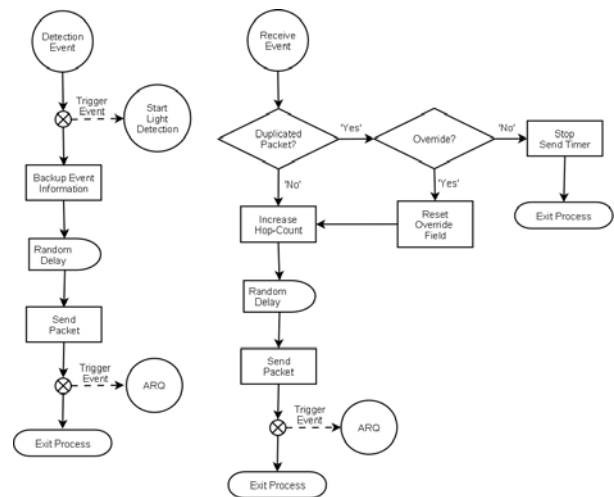 Detection
Event
Trigger
Event
Start
Light
Detection
Backup Event
Information
Random
Delay
Send
Packet
Trigger
Event
ARQ
Exit Process
Receive
Event
Duplicated
Packet?
'Yes'
Override?
'No'
Stop
Send Timer
'No'
'Yes'
Exit Process
Increase
Hop-Count
Reset
Override
Field
Random
Delay
Send
Packet
Trigger
Event
ARQ
Exit Process